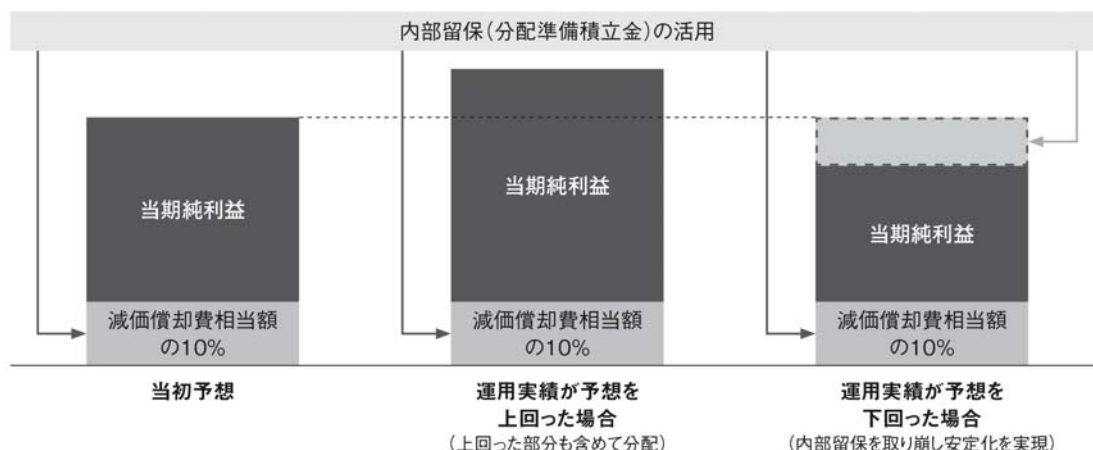 内部留保（分配準備積立金）の活用
当期純利益
減価償却費相当額
の10%
当初予想
当期純利益
減価償却費相当額
の10%
運用実績が予想を
上回った場合
（上回った部分も含めて分配）
当期純利益
減価償却費相当額
の10%
運用実績が予想を
下回った場合
（内部留保を取り崩し安定化を実現）